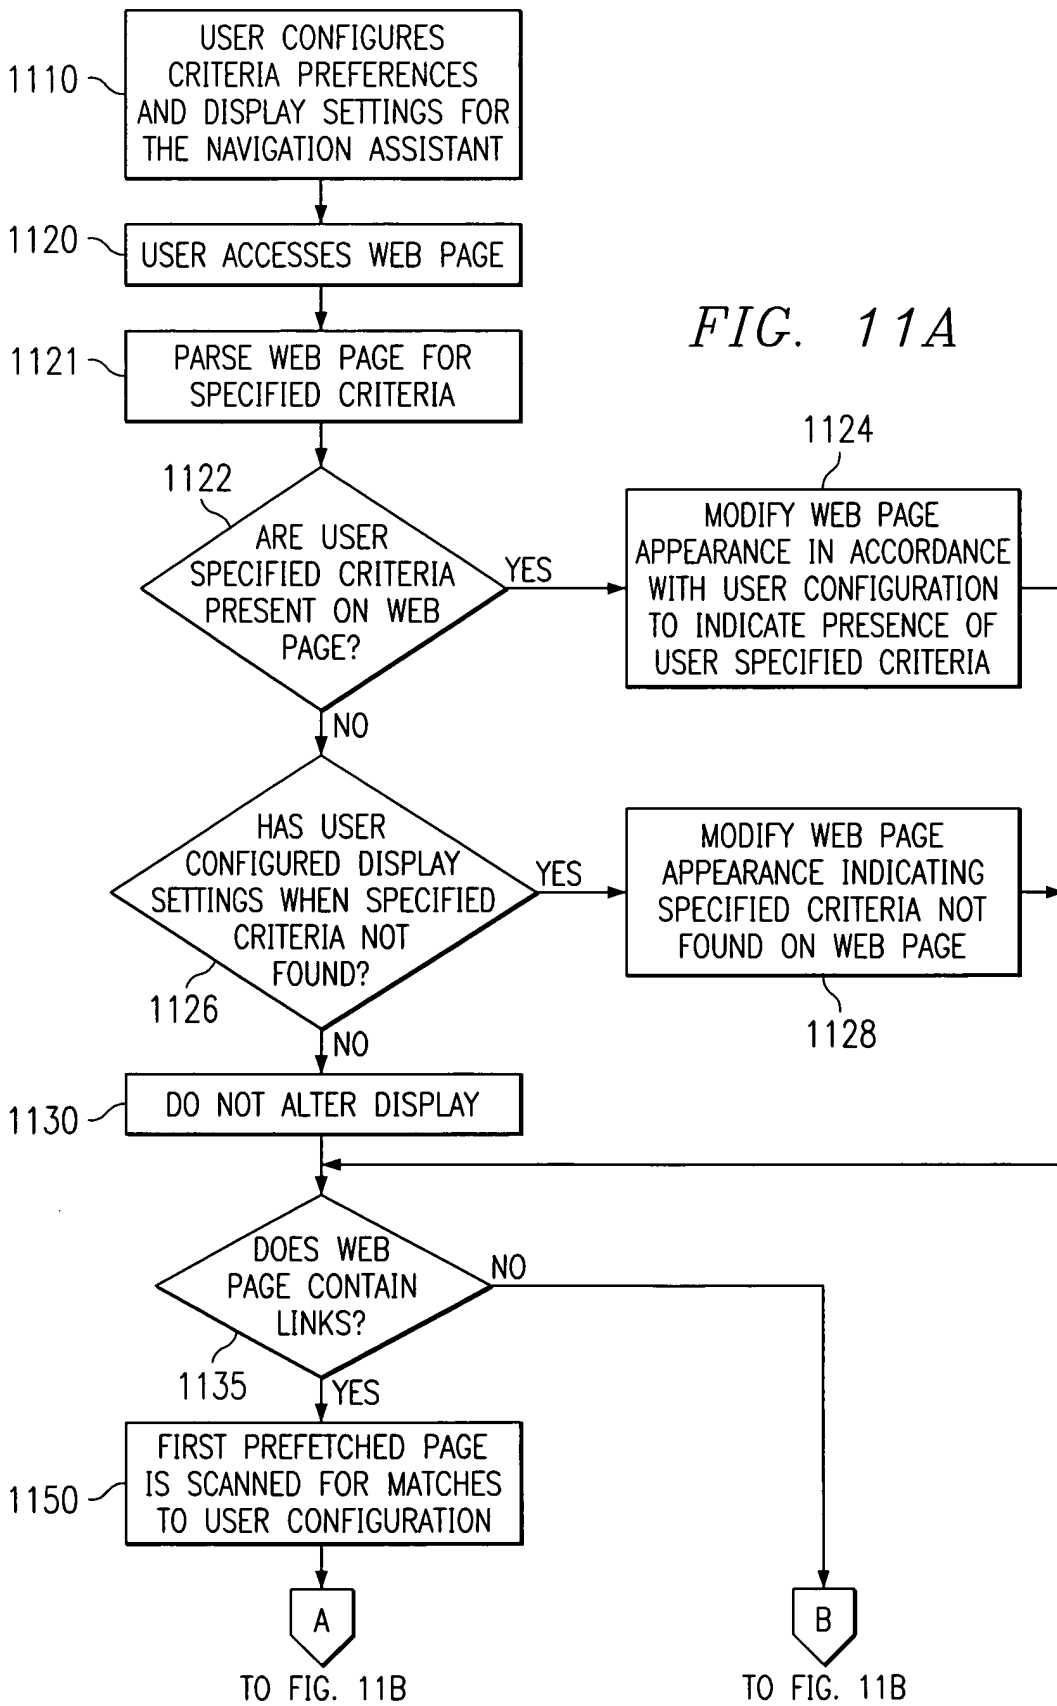 1110
USER CONFIGURES
CRITERIA PREFERENCES
AND DISPLAY SETTINGS FOR
THE NAVIGATION ASSISTANT
1120
USER ACCESSES WEB PAGE
FIG. 11A
1121
PARSE WEB PAGE FOR
SPECIFIED CRITERIA
1122
ARE USER
SPECIFIED CRITERIA
PRESENT ON WEB
PAGE?
YES
1124
MODIFY WEB PAGE
APPEARANCE IN ACCORDANCE
WITH USER CONFIGURATION
TO INDICATE PRESENCE OF
USER SPECIFIED CRITERIA
NO
HAS USER
CONFIGURED DISPLAY
SETTINGS WHEN SPECIFIED
CRITERIA NOT
FOUND?
1126
YES
MODIFY WEB PAGE
APPEARANCE INDICATING
SPECIFIED CRITERIA NOT
FOUND ON WEB PAGE
1128
NO
1130
DO NOT ALTER DISPLAY
DOES WEB
PAGE CONTAIN
LINKS?
1135
NO
YES
1150
FIRST PREFETCHED PAGE
IS SCANNED FOR MATCHES
TO USER CONFIGURATION
A
TO FIG. 11B
B
TO FIG. 11B